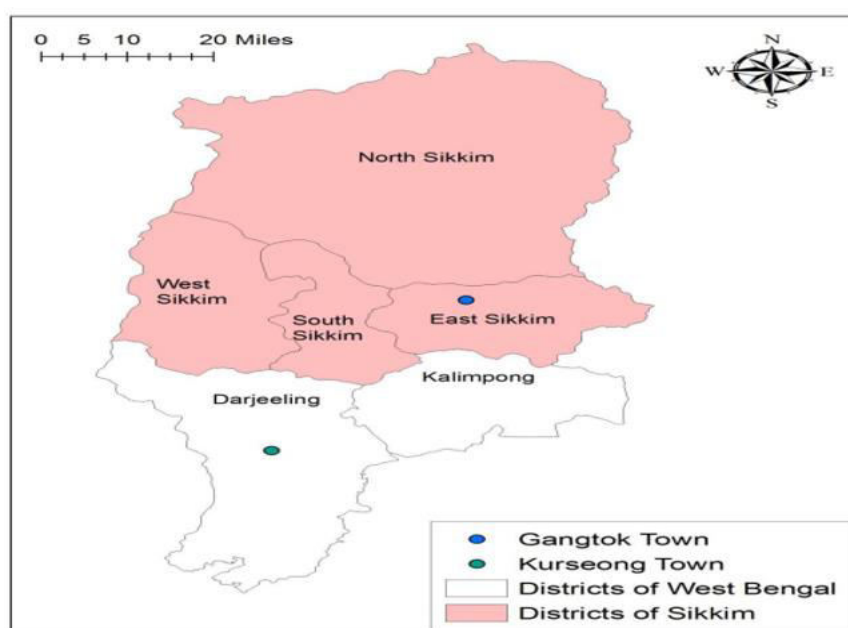 0 5 10 20 Miles
N
W E
S
North Sikkim
West
Sikkim
South
Sikkim
East Sikkim
Kalimpong
Darjeeling
Gangtok Town
Kurseong Town
Districts of West Bengal
Districts of Sikkim